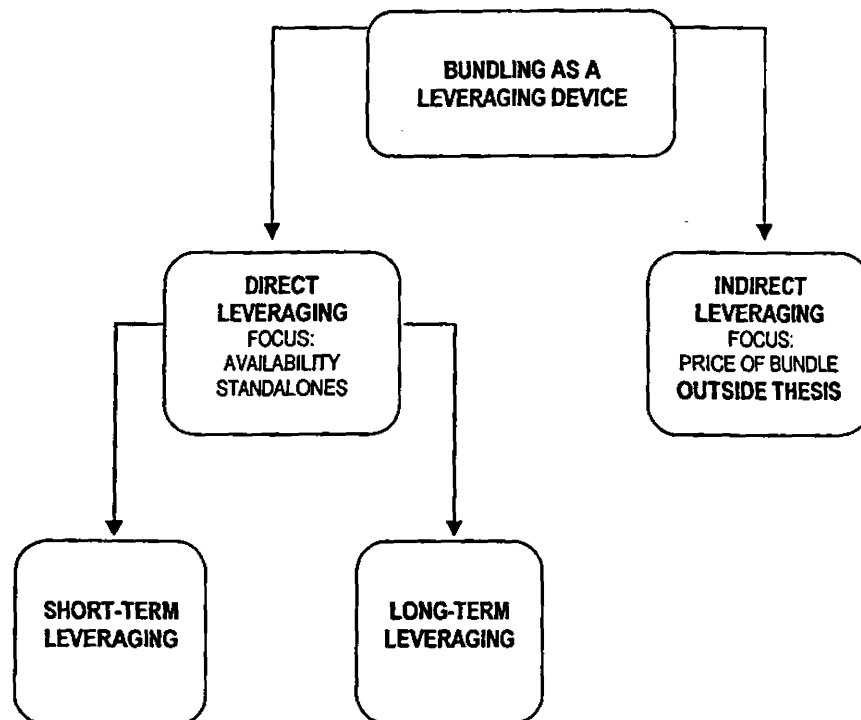 BUNDLING AS A
LEVERAGING DEVICE
DIRECT
LEVERAGING
FOCUS:
AVAILABILITY
STANDALONES
INDIRECT
LEVERAGING
FOCUS:
PRICE OF BUNDLE
OUTSIDE THESIS
SHORT-TERM
LEVERAGING
LONG-TERM
LEVERAGING